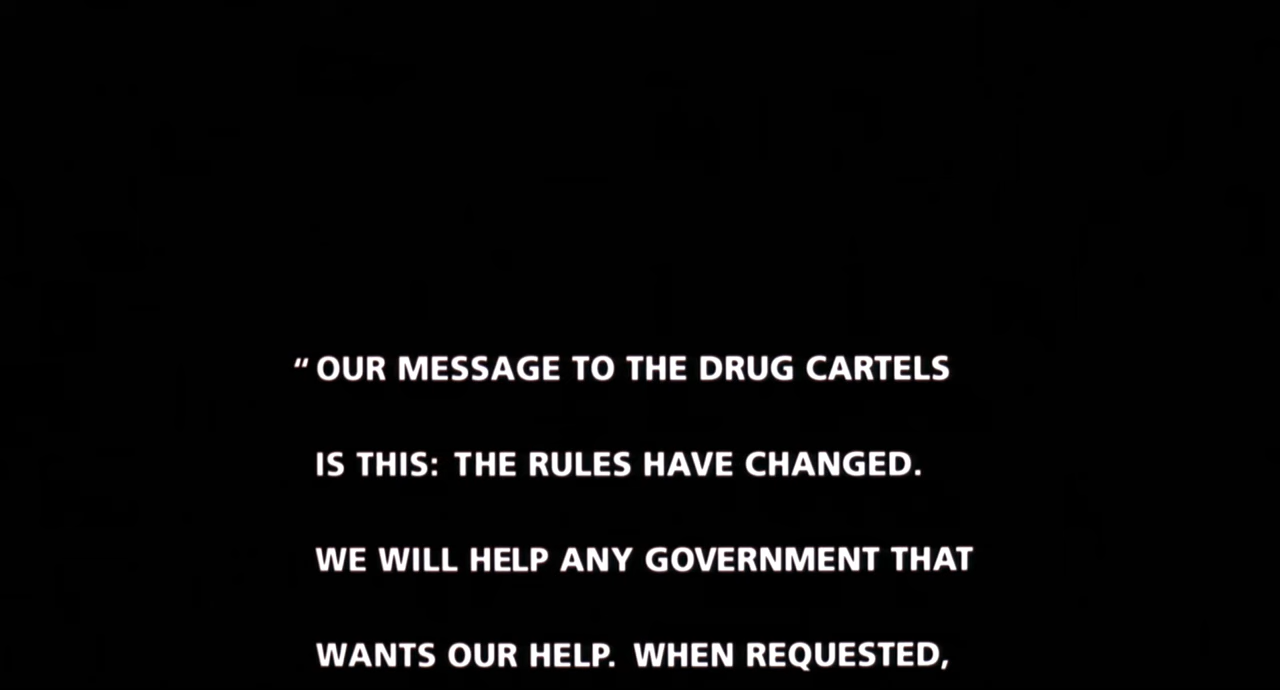 “OUR MESSAGE TO THE DRUG CARTELS
IS THIS: THE RULES HAVE CHANGED.
WE WILL HELP ANY GOVERNMENT THAT
WANTS OUR HELP. WHEN REQUESTED,